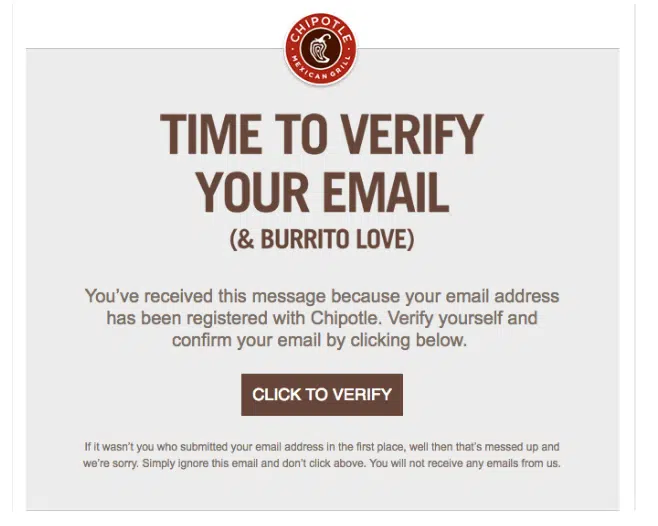 CHIPOTLE
MEXICAN GRILL
TIME TO VERIFY
YOUR EMAIL
(& BURRITO LOVE)
You’ve received this message because your email address
has been registered with Chipotle. Verify yourself and
confirm your email by clicking below.
CLICK TO VERIFY
If it wasn’t you who submitted your email address in the first place, well then that’s messed up and
we’re sorry. Simply ignore this email and don’t click above. You will not receive any emails from us.